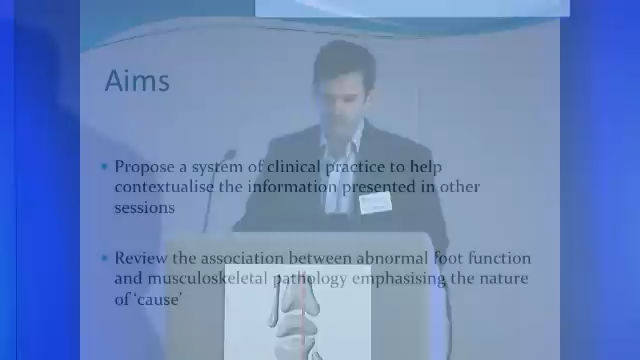 Aims
Propose a system of clinical practice to help
contextualise the information presented in other
sessions
Review the association between abnormal foot function
and musculoskeletal pathology emphasising the nature
of 'cause'